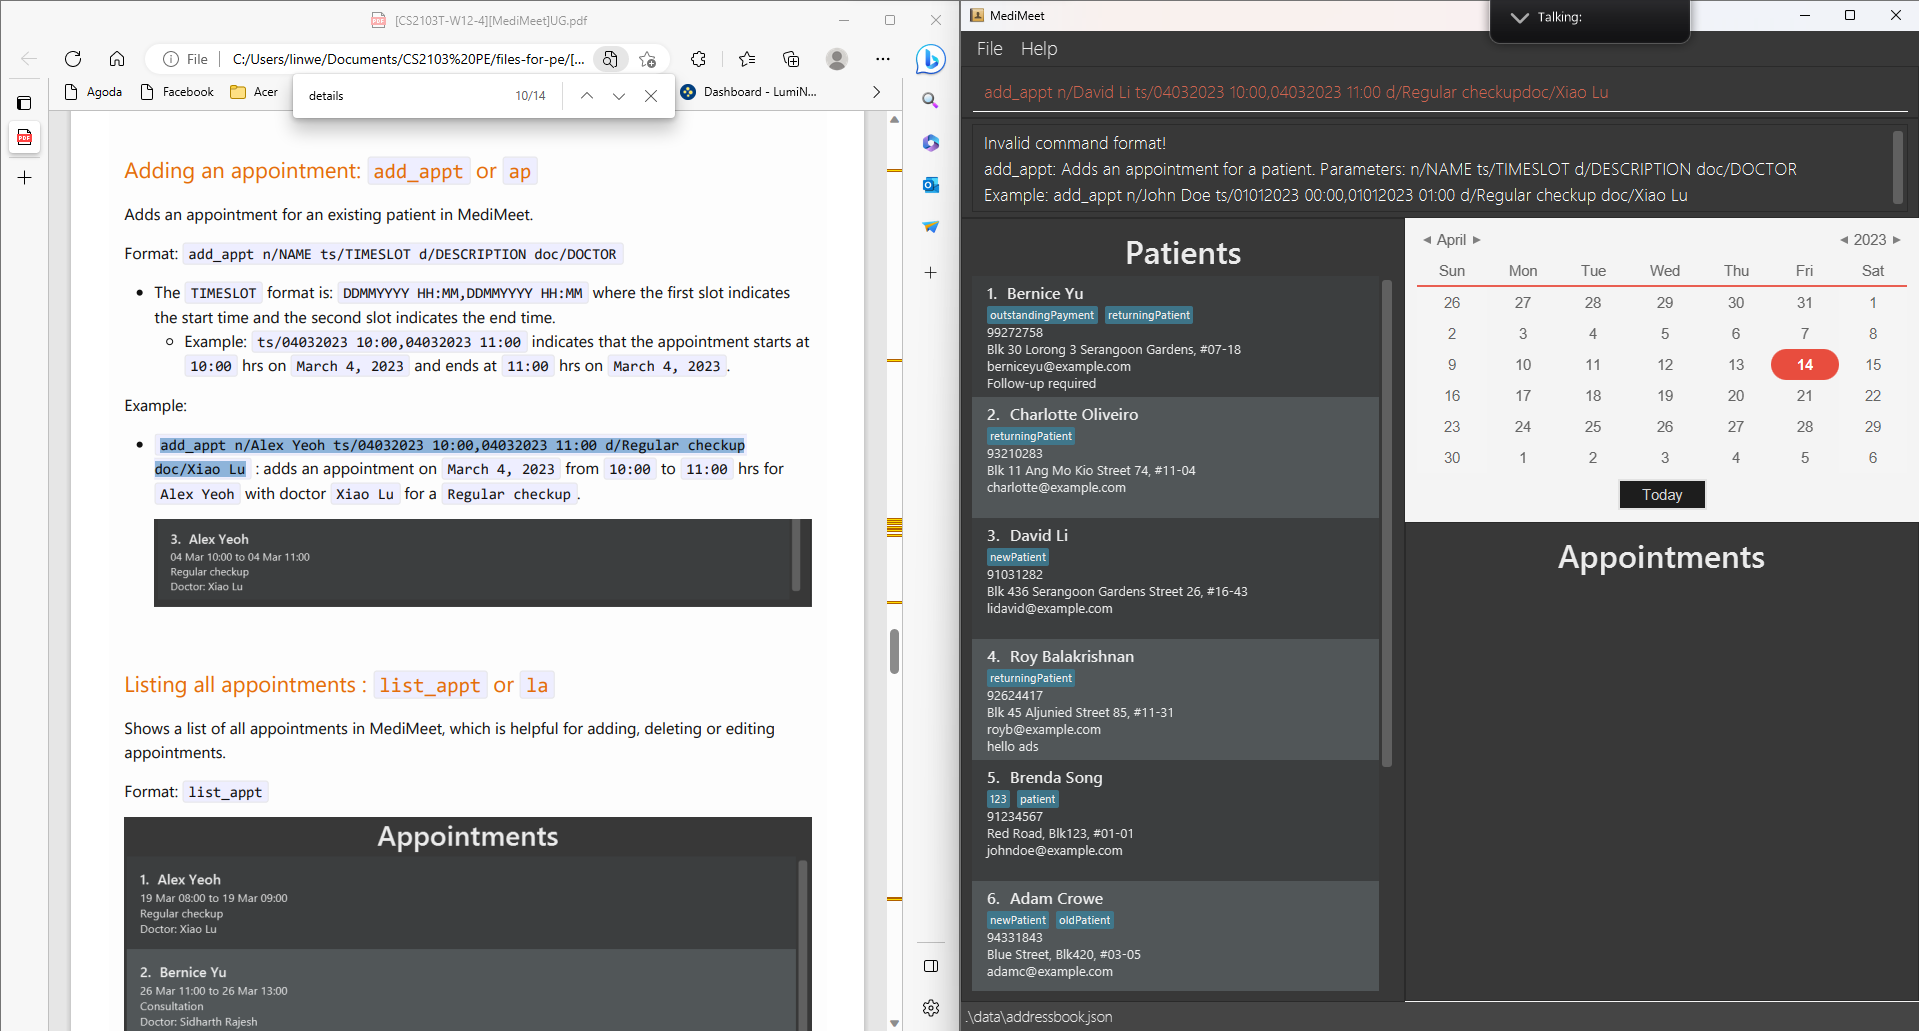 [CS2103T-W12-4][MediMeet]UG.pdf
File
C:/Users/linwe/Documents/CS2103%20PE/files-for-pe/[...
Agoda
Facebook
Acer
details
10/14
Dashboard - LumiN...
Adding an appointment: add_appt or ap
Adds an appointment for an existing patient in MediMeet.
Format: add_appt n/NAME ts/TIMESLOT d/DESCRIPTION doc/DOCTOR
• The TIMESLOT format is: DDMMYYYY HH:MM,DDMMYYYY HH:MM where the first slot indicates
the start time and the second slot indicates the end time.
Example: ts/04032023 10:00,04032023 11:00 indicates that the appointment starts at
10:00 hrs on March 4, 2023 and ends at 11:00 hrs on March 4, 2023.
Example:
• add_appt n/Alex Yeoh ts/04032023 10:00,04032023 11:00 d/Regular checkup
doc/Xiao Lu : adds an appointment on March 4, 2023 from 10:00 to 11:00 hrs for
Alex Yeoh with doctor Xiao Lu for a Regular checkup.
3. Alex Yeoh
04 Mar 10:00 to 04 Mar 11:00
Regular checkup
Doctor: Xiao Lu
Listing all appointments : list_appt or la
Shows a list of all appointments in MediMeet, which is helpful for adding, deleting or editing
appointments.
Format: list_appt
Appointments
1. Alex Yeoh
19 Mar 08:00 to 19 Mar 09:00
Regular checkup
Doctor: Xiao Lu
2. Bernice Yu
26 Mar 11:00 to 26 Mar 13:00
Consultation
Doctor: Sidharth Rajesh
MediMeet
Talking:
File Help
add_appt n/David Li ts/04032023 10:00,04032023 11:00 d/Regular checkupdoc/Xiao Lu
Invalid command format!
add_appt: Adds an appointment for a patient. Parameters: n/NAME ts/TIMESLOT d/DESCRIPTION doc/DOCTOR
Example: add_appt n/John Doe ts/01012023 00:00,01012023 01:00 d/Regular checkup doc/Xiao Lu
Patients
1. Bernice Yu
outstandingPayment returningPatient
99272758
Blk 30 Lorong 3 Serangoon Gardens, #07-18
berniceyu@example.com
Follow-up required
2. Charlotte Oliveiro
returningPatient
93210283
Blk 11 Ang Mo Kio Street 74, #11-04
charlotte@example.com
3. David Li
newPatient
91031282
Blk 436 Serangoon Gardens Street 26, #16-43
lidavid@example.com
4. Roy Balakrishnan
returningPatient
92624417
Blk 45 Aljunied Street 85, #11-31
royb@example.com
hello ads
5. Brenda Song
123 patient
91234567
Red Road, Blk123, #01-01
johndoe@example.com
6. Adam Crowe
newPatient oldPatient
94331843
Blue Street, Blk420, #03-05
adamc@example.com
April 2023
Sun Mon Tue Wed Thu Fri Sat
26 27 28 29 30 31 1
2 3 4 5 6 7 8
9 10 11 12 13 14 15
16 17 18 19 20 21 22
23 24 25 26 27 28 29
30 1 2 3 4 5 6
Today
Appointments
.\data\addressbook.json